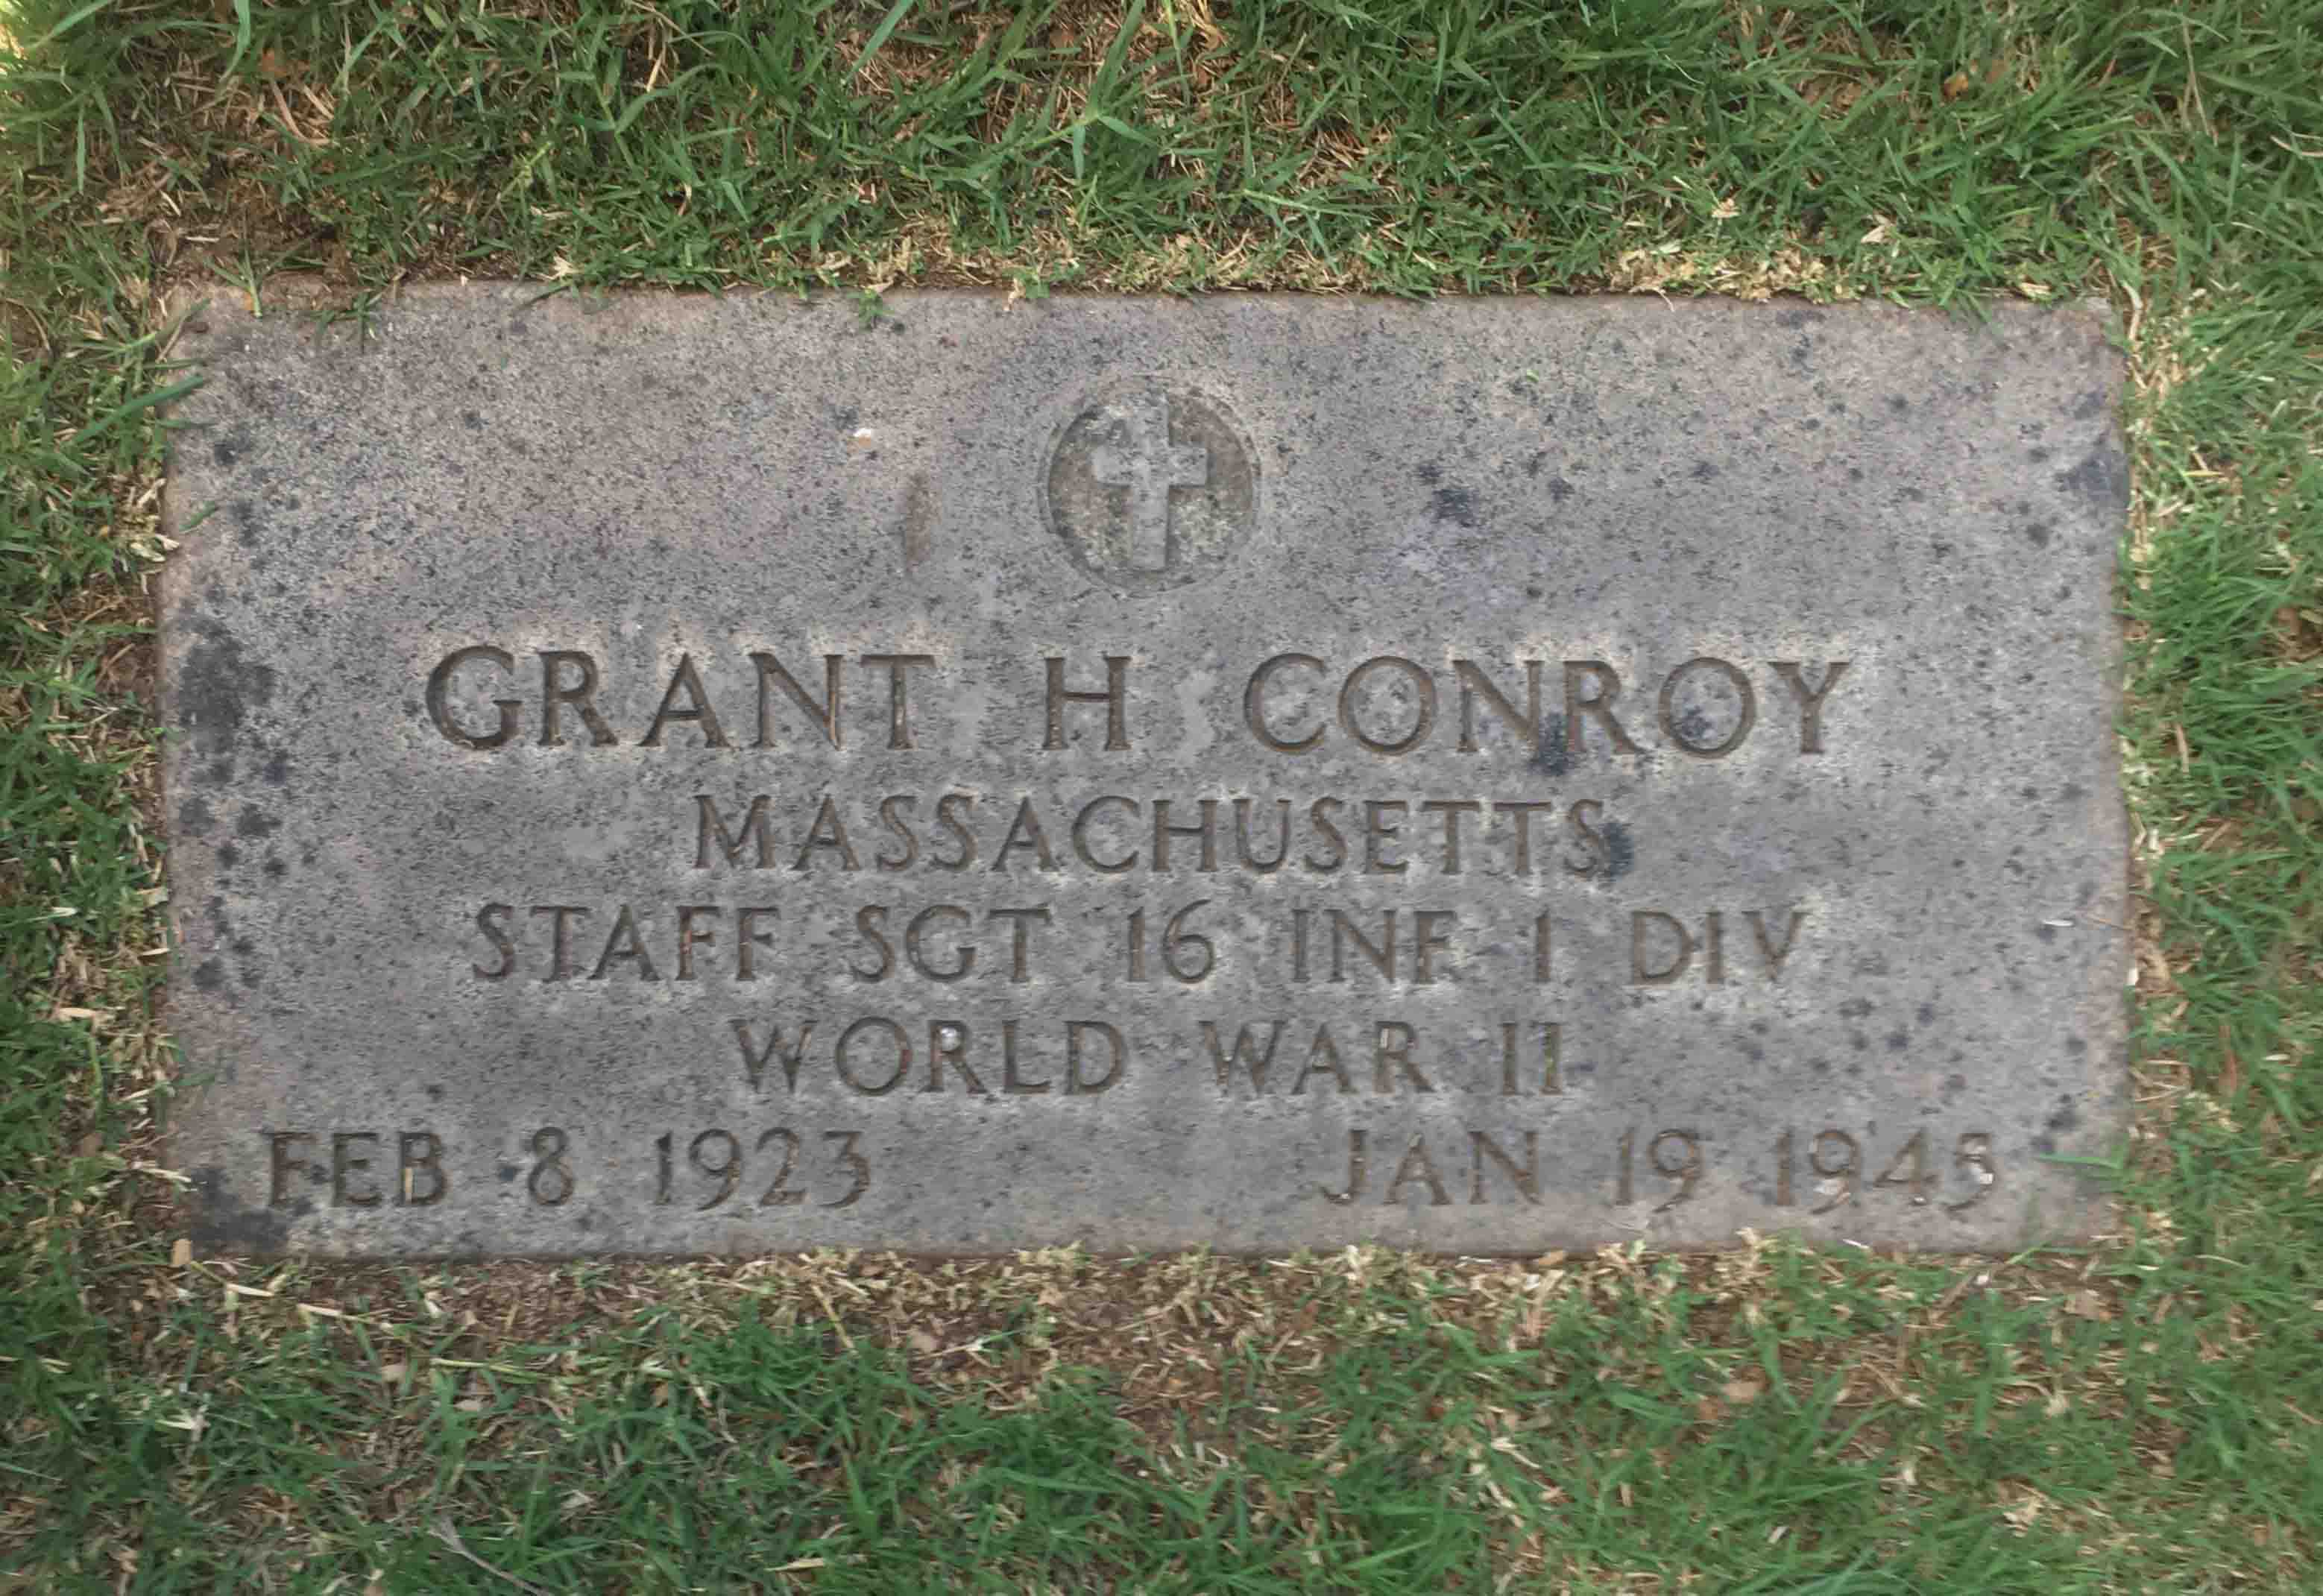 GRANT H CONROY
MASSACHUSETTS
STAFF SGT 16 INF 1 DIV
WORLD WAR II
FEB 8 1923 JAN 19 1945